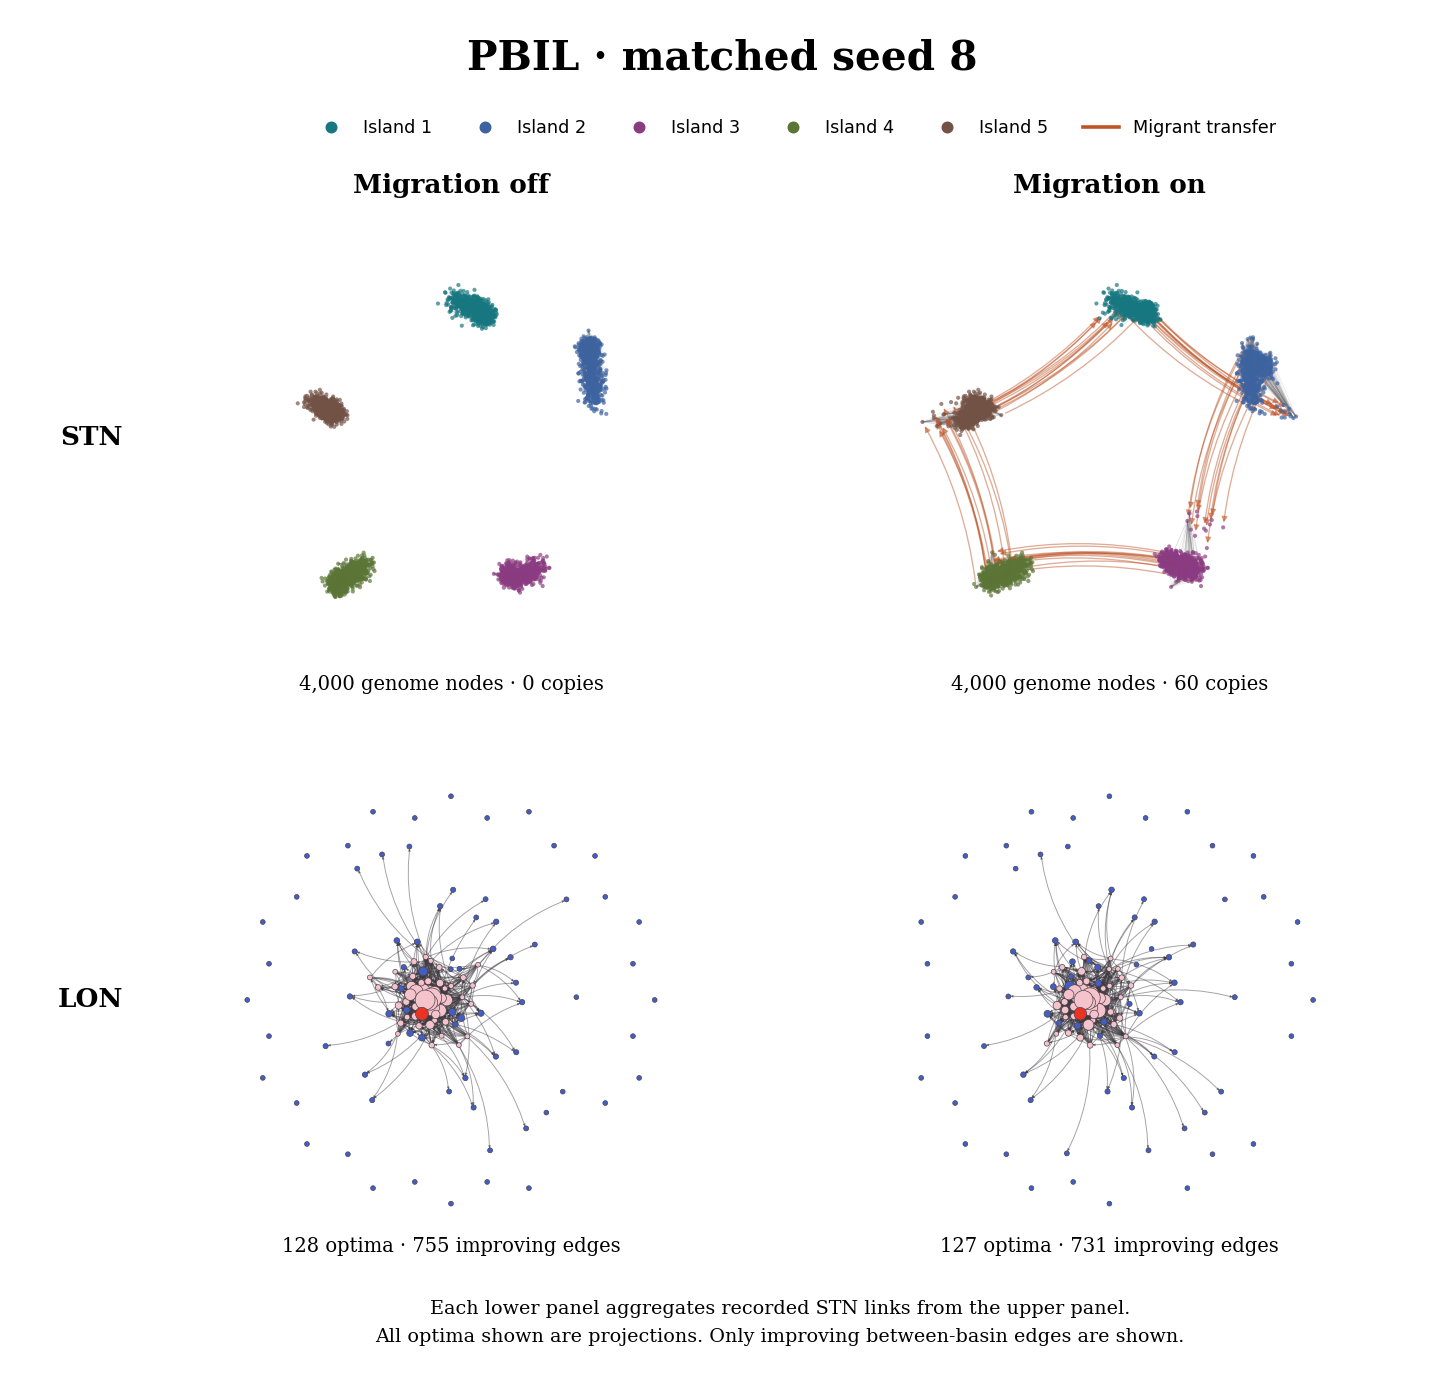 PBIL · matched seed 8
Island 1 Island 2 Island 3 Island 4 Island 5 Migrant transfer
Migration off Migration on
STN
4,000 genome nodes · 0 copies 4,000 genome nodes · 60 copies
LON
128 optima · 755 improving edges 127 optima · 731 improving edges
Each lower panel aggregates recorded STN links from the upper panel.
All optima shown are projections. Only improving between-basin edges are shown.